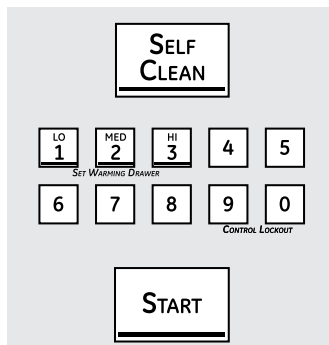 SELF
CLEAN
LO MED HI
1 2 3 4 5
SET WARMING DRAWER
6 7 8 9 0
CONTROL LOCKOUT
START